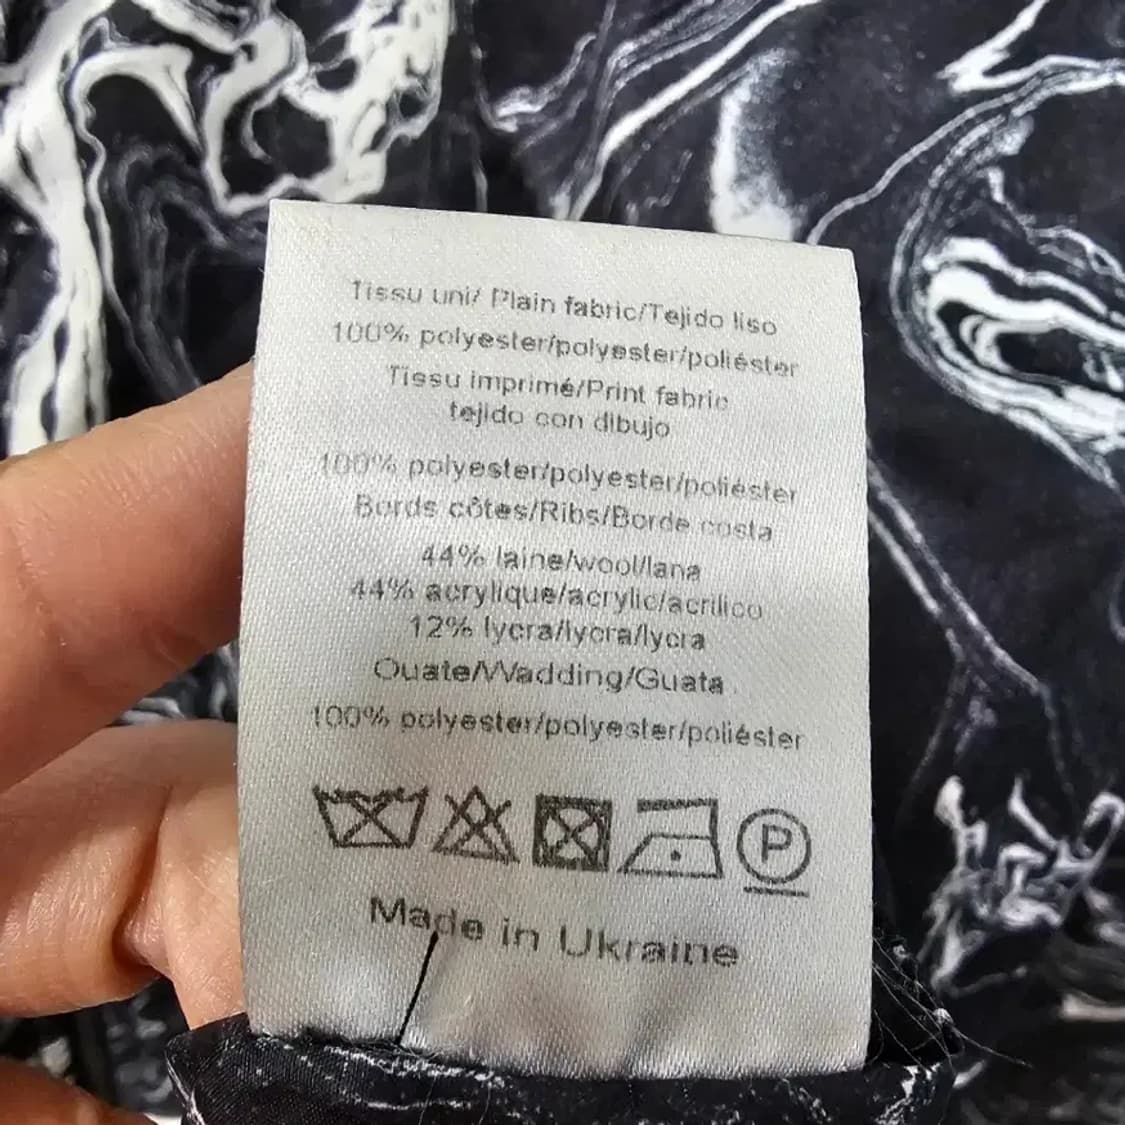 Tissu uni/ Plain fabric/Tejido liso
100% polyester/polyester/poliéster
Tissu imprimé/Print fabric
tejido con dibujo
100% polyester/polyester/poliéster
Bords côtes/Ribs/Borde costa
44% laine/wool/lana
44% acrylique/acrylic/acrilico
12% lycra/lycra/lycra
Ouate/Wadding/Guata
100% polyester/polyester/poliéster
P
Made in Ukraine